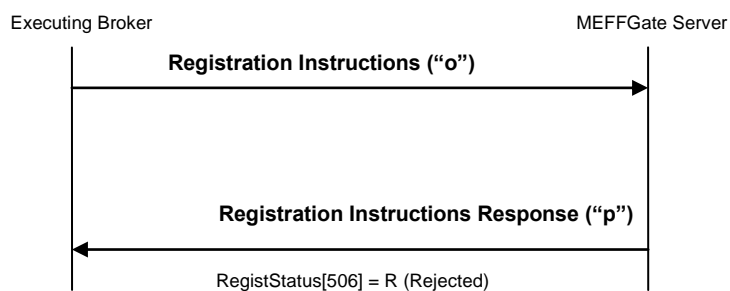 Executing Broker
MEFFGate Server
Registration Instructions (“o”)
Registration Instructions Response (“p”)
RegistStatus[506] = R (Rejected)